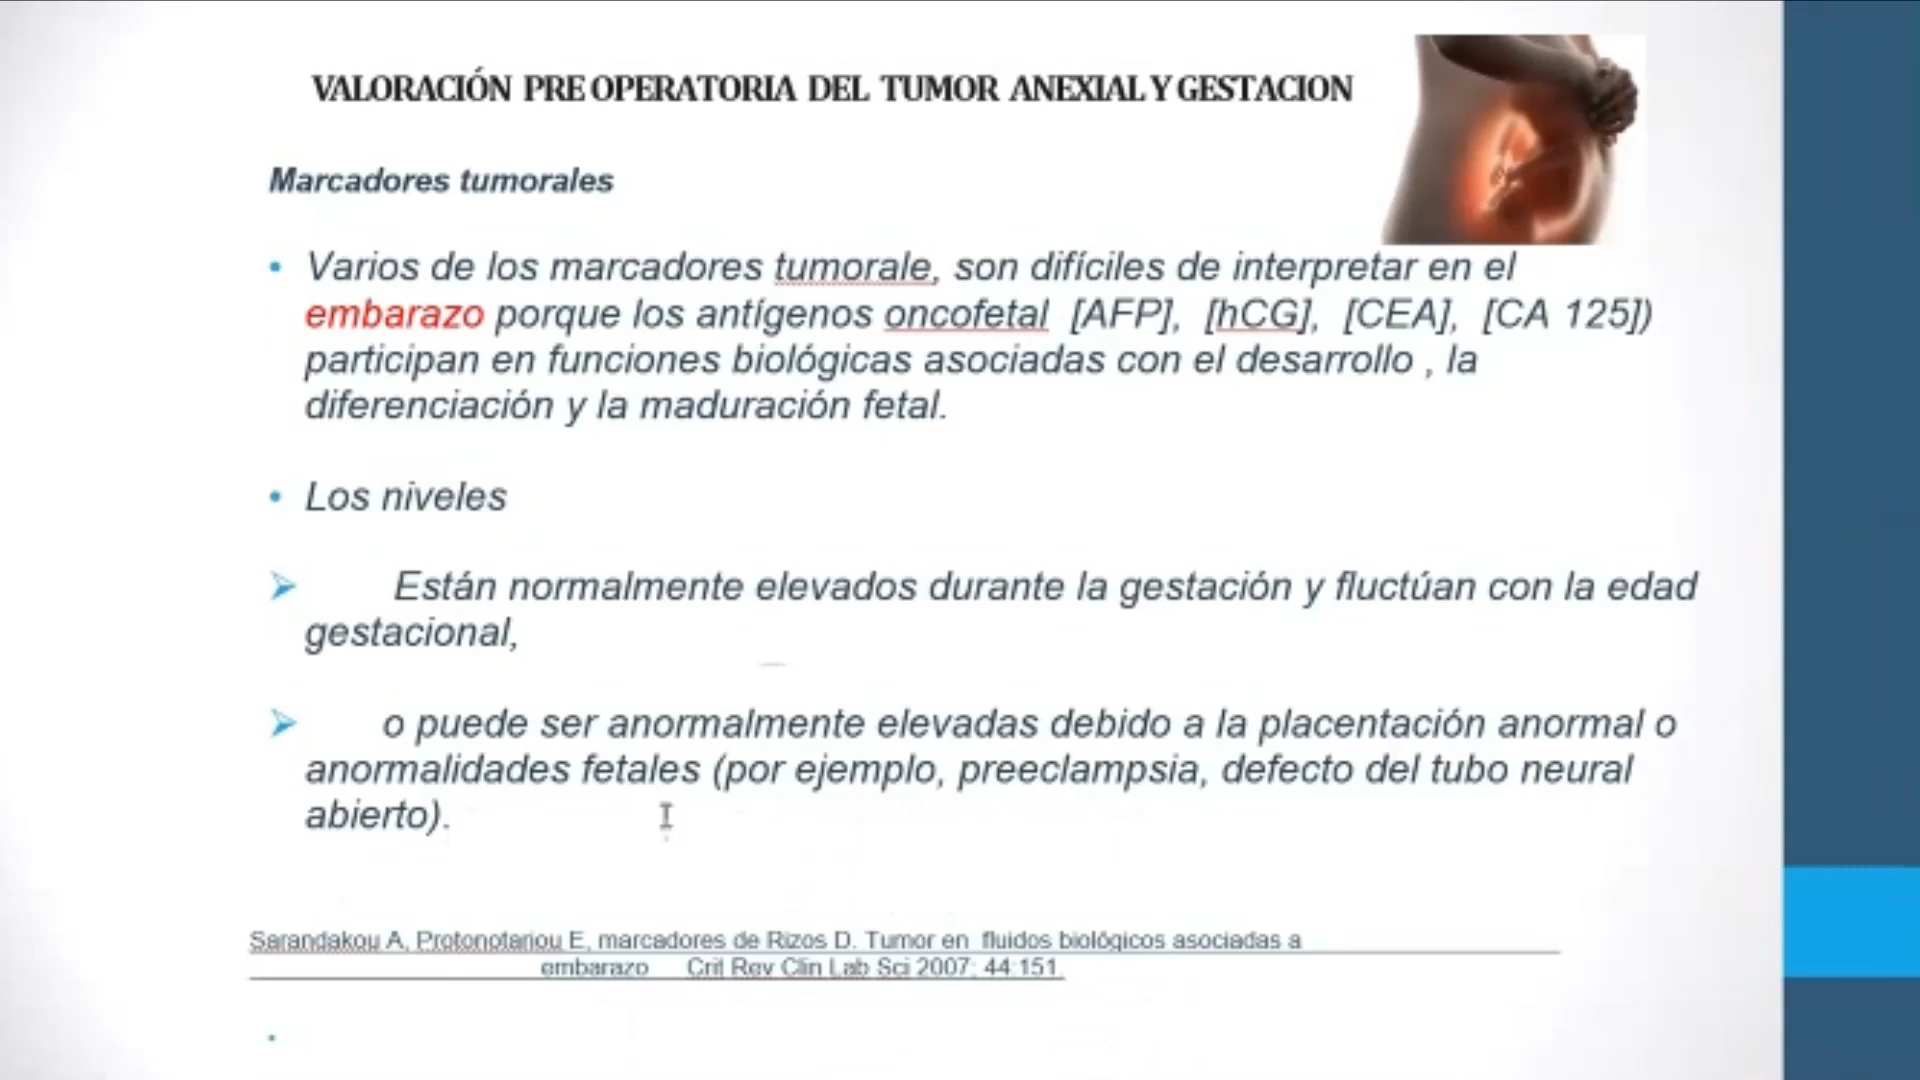 VALORACIÓN PRE OPERATORIA DEL TUMOR ANEXIAL Y GESTACION
Marcadores tumorales
• Varios de los marcadores tumorale, son difíciles de interpretar en el
embarazo porque los antígenos oncofetal [AFP], [hCG], [CEA], [CA 125])
participan en funciones biológicas asociadas con el desarrollo , la
diferenciación y la maduración fetal.
• Los niveles
➢ Están normalmente elevados durante la gestación y fluctúan con la edad
gestacional,
➢ o puede ser anormalmente elevadas debido a la placentación anormal o
anormalidades fetales (por ejemplo, preeclampsia, defecto del tubo neural
abierto).
Sarandakou A, Protonotariou E, marcadores de Rizos D. Tumor en fluidos biológicos asociadas a
embarazo Crit Rev Clin Lab Sci 2007; 44:151.